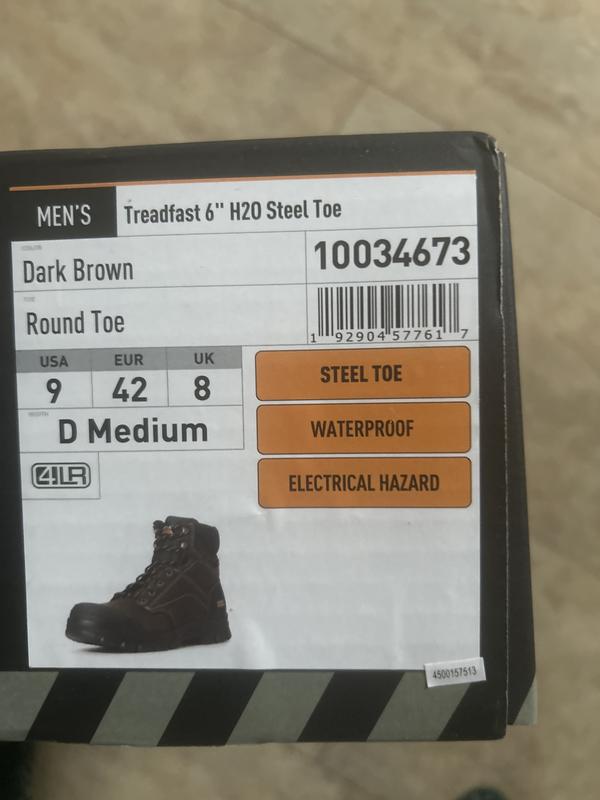 MEN'S
Treadfast 6" H2O Steel Toe
Dark Brown
10034673
Round Toe
1 92904 57761 7
USA EUR UK
9 42 8
D Medium
STEEL TOE
WATERPROOF
ELECTRICAL HAZARD
4LR
4500157513